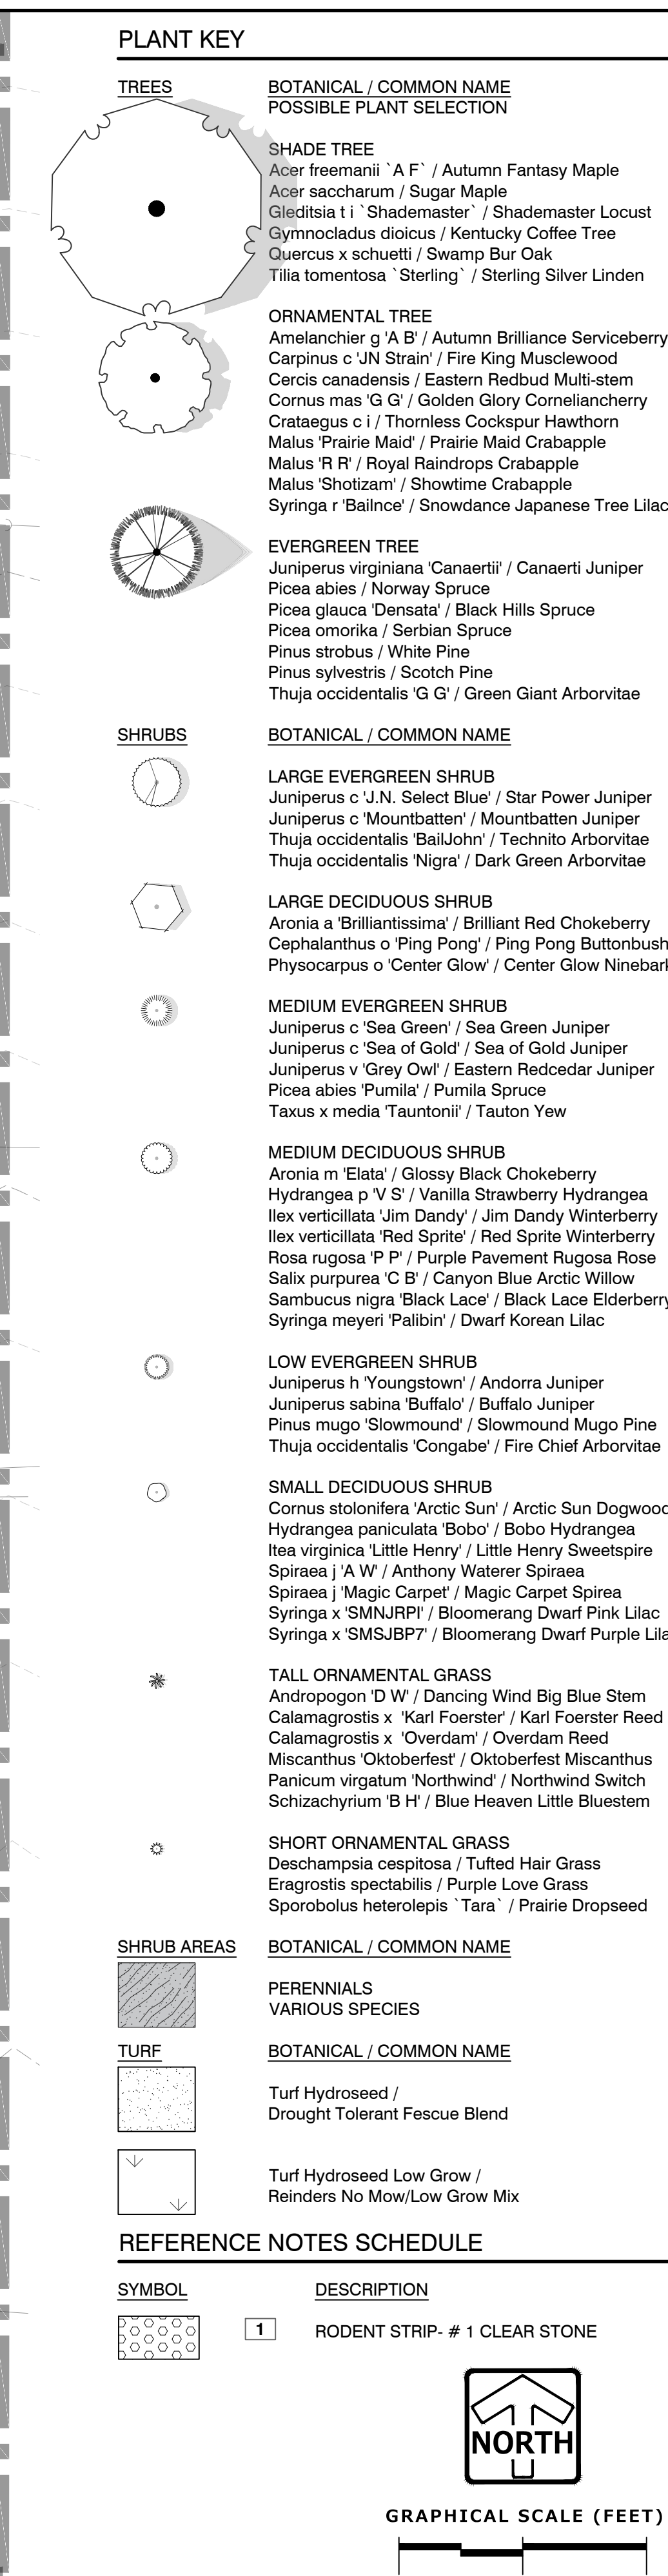 PLANT KEY
TREES BOTANICAL / COMMON NAME
POSSIBLE PLANT SELECTION
SHADE TREE
Acer freemanii `A F` / Autumn Fantasy Maple
Acer saccharum / Sugar Maple
Gleditsia t i `Shademaster` / Shademaster Locust
Gymnocladus dioicus / Kentucky Coffee Tree
Quercus x schuetti / Swamp Bur Oak
Tilia tomentosa `Sterling` / Sterling Silver Linden
ORNAMENTAL TREE
Amelanchier g 'A B' / Autumn Brilliance Serviceberry
Carpinus c 'JN Strain' / Fire King Musclewood
Cercis canadensis / Eastern Redbud Multi-stem
Cornus mas 'G G' / Golden Glory Corneliancherry
Crataegus c i / Thornless Cockspur Hawthorn
Malus 'Prairie Maid' / Prairie Maid Crabapple
Malus 'R R' / Royal Raindrops Crabapple
Malus 'Shotizam' / Showtime Crabapple
Syringa r 'Bailnce' / Snowdance Japanese Tree Lilac
EVERGREEN TREE
Juniperus virginiana 'Canaertii' / Canaerti Juniper
Picea abies / Norway Spruce
Picea glauca 'Densata' / Black Hills Spruce
Picea omorika / Serbian Spruce
Pinus strobus / White Pine
Pinus sylvestris / Scotch Pine
Thuja occidentalis 'G G' / Green Giant Arborvitae
SHRUBS BOTANICAL / COMMON NAME
LARGE EVERGREEN SHRUB
Juniperus c 'J.N. Select Blue' / Star Power Juniper
Juniperus c 'Mountbatten' / Mountbatten Juniper
Thuja occidentalis 'BailJohn' / Technito Arborvitae
Thuja occidentalis 'Nigra' / Dark Green Arborvitae
LARGE DECIDUOUS SHRUB
Aronia a 'Brilliantissima' / Brilliant Red Chokeberry
Cephalanthus o 'Ping Pong' / Ping Pong Buttonbush
Physocarpus o 'Center Glow' / Center Glow Ninebark
MEDIUM EVERGREEN SHRUB
Juniperus c 'Sea Green' / Sea Green Juniper
Juniperus c 'Sea of Gold' / Sea of Gold Juniper
Juniperus v 'Grey Owl' / Eastern Redcedar Juniper
Picea abies 'Pumila' / Pumila Spruce
Taxus x media 'Tauntonii' / Tauton Yew
MEDIUM DECIDUOUS SHRUB
Aronia m 'Elata' / Glossy Black Chokeberry
Hydrangea p 'V S' / Vanilla Strawberry Hydrangea
Ilex verticillata 'Jim Dandy' / Jim Dandy Winterberry
Ilex verticillata 'Red Sprite' / Red Sprite Winterberry
Rosa rugosa 'P P' / Purple Pavement Rugosa Rose
Salix purpurea 'C B' / Canyon Blue Arctic Willow
Sambucus nigra 'Black Lace' / Black Lace Elderberry
Syringa meyeri 'Palibin' / Dwarf Korean Lilac
LOW EVERGREEN SHRUB
Juniperus h 'Youngstown' / Andorra Juniper
Juniperus sabina 'Buffalo' / Buffalo Juniper
Pinus mugo 'Slowmound' / Slowmound Mugo Pine
Thuja occidentalis 'Congabe' / Fire Chief Arborvitae
SMALL DECIDUOUS SHRUB
Cornus stolonifera 'Arctic Sun' / Arctic Sun Dogwood
Hydrangea paniculata 'Bobo' / Bobo Hydrangea
Itea virginica 'Little Henry' / Little Henry Sweetspire
Spiraea j 'A W' / Anthony Waterer Spiraea
Spiraea j 'Magic Carpet' / Magic Carpet Spirea
Syringa x 'SMNJRPI' / Bloomerang Dwarf Pink Lilac
Syringa x 'SMSJBP7' / Bloomerang Dwarf Purple Lila
TALL ORNAMENTAL GRASS
Andropogon 'D W' / Dancing Wind Big Blue Stem
Calamagrostis x 'Karl Foerster' / Karl Foerster Reed
Calamagrostis x 'Overdam' / Overdam Reed
Miscanthus 'Oktoberfest' / Oktoberfest Miscanthus
Panicum virgatum 'Northwind' / Northwind Switch
Schizachyrium 'B H' / Blue Heaven Little Bluestem
SHORT ORNAMENTAL GRASS
Deschampsia cespitosa / Tufted Hair Grass
Eragrostis spectabilis / Purple Love Grass
Sporobolus heterolepis `Tara` / Prairie Dropseed
SHRUB AREAS BOTANICAL / COMMON NAME
PERENNIALS
VARIOUS SPECIES
TURF BOTANICAL / COMMON NAME
Turf Hydroseed /
Drought Tolerant Fescue Blend
Turf Hydroseed Low Grow /
Reinders No Mow/Low Grow Mix
REFERENCE NOTES SCHEDULE
SYMBOL DESCRIPTION
1 RODENT STRIP- # 1 CLEAR STONE
NORTH
GRAPHICAL SCALE (FEET)